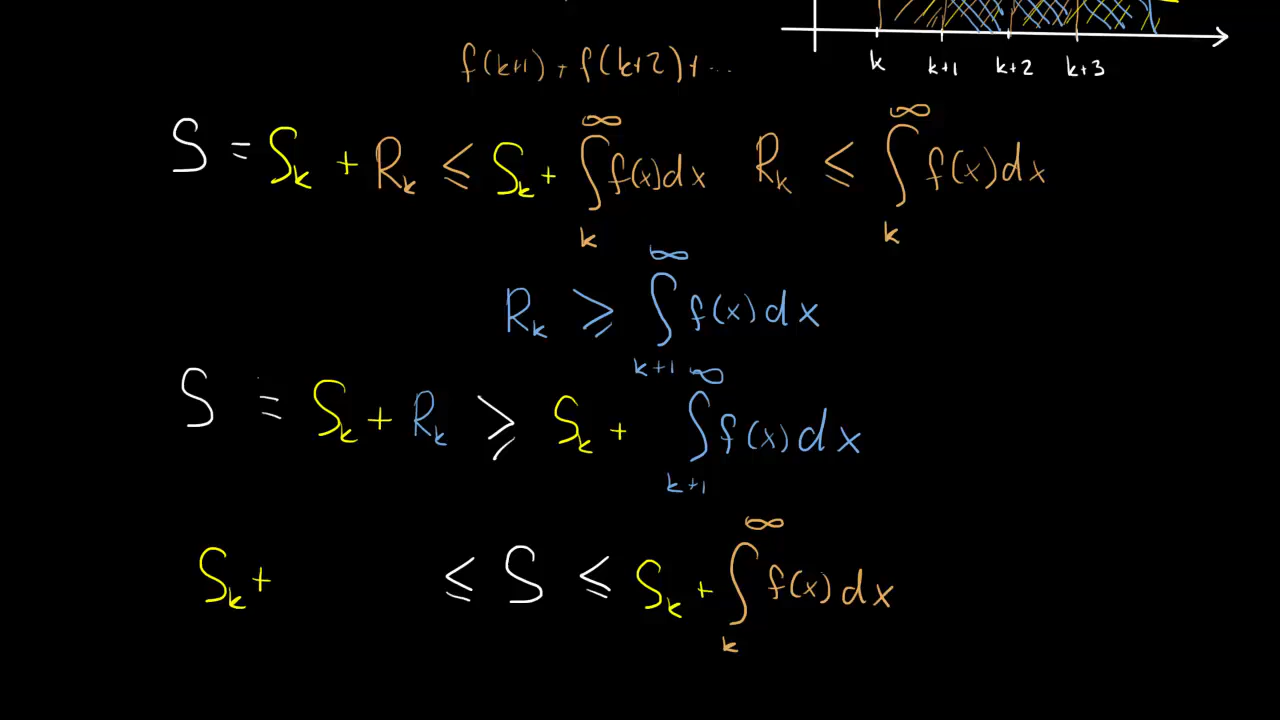 f(k+1) + f(k+2) + ...
k k+1 k+2 k+3
S = S_k + R_k ≤ S_k + ∫_k^∞ f(x)dx R_k ≤ ∫_k^∞ f(x)dx
R_k ≥ ∫_{k+1}^∞ f(x)dx
S = S_k + R_k ≥ S_k + ∫_{k+1}^∞ f(x)dx
S_k + ≤ S ≤ S_k + ∫_k^∞ f(x)dx